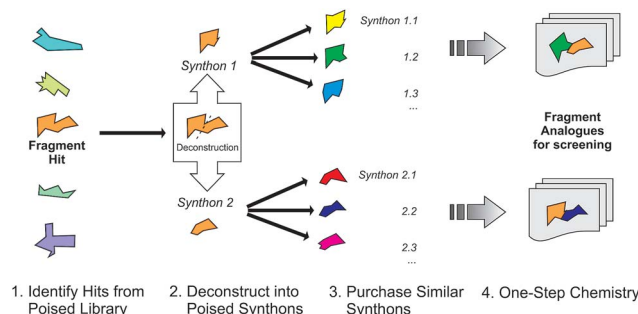 Synthon 1
Fragment
Hit
Deconstruction
Synthon 2
Synthon 1.1
1.2
1.3
...
Synthon 2.1
2.2
2.3
...
Fragment
Analogues
for screening
1. Identify Hits from
Poised Library
2. Deconstruct into
Poised Synthons
3. Purchase Similar
Synthons
4. One-Step Chemistry